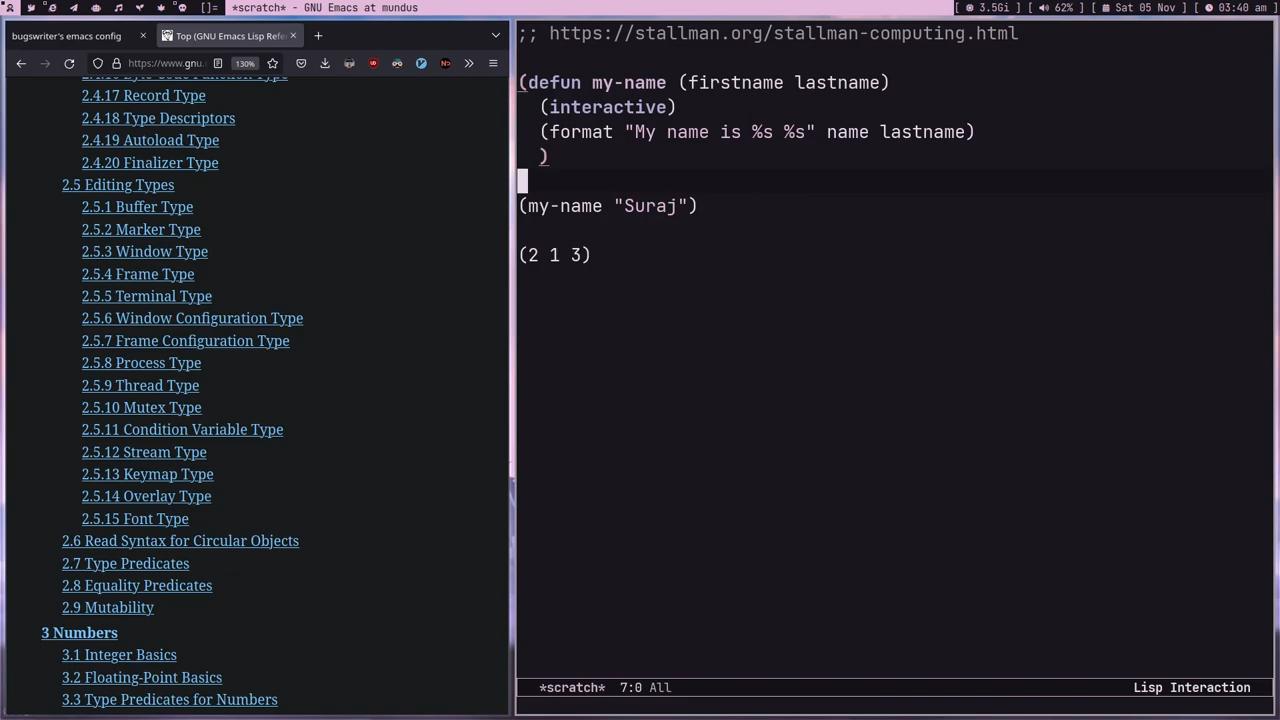 []= *scratch* - GNU Emacs at mundus 3.5Gi 62% Sat 05 Nov 03:40 am
bugswriter's emacs config
Top (GNU Emacs Lisp Refe
https://www.gnu. 130%
2.4.17 Record Type
2.4.18 Type Descriptors
2.4.19 Autoload Type
2.4.20 Finalizer Type
2.5 Editing Types
2.5.1 Buffer Type
2.5.2 Marker Type
2.5.3 Window Type
2.5.4 Frame Type
2.5.5 Terminal Type
2.5.6 Window Configuration Type
2.5.7 Frame Configuration Type
2.5.8 Process Type
2.5.9 Thread Type
2.5.10 Mutex Type
2.5.11 Condition Variable Type
2.5.12 Stream Type
2.5.13 Keymap Type
2.5.14 Overlay Type
2.5.15 Font Type
2.6 Read Syntax for Circular Objects
2.7 Type Predicates
2.8 Equality Predicates
2.9 Mutability
3 Numbers
3.1 Integer Basics
3.2 Floating-Point Basics
3.3 Type Predicates for Numbers
;; https://stallman.org/stallman-computing.html
(defun my-name (firstname lastname)
(interactive)
(format "My name is %s %s" name lastname)
)
(my-name "Suraj")
(2 1 3)
*scratch* 7:0 All Lisp Interaction